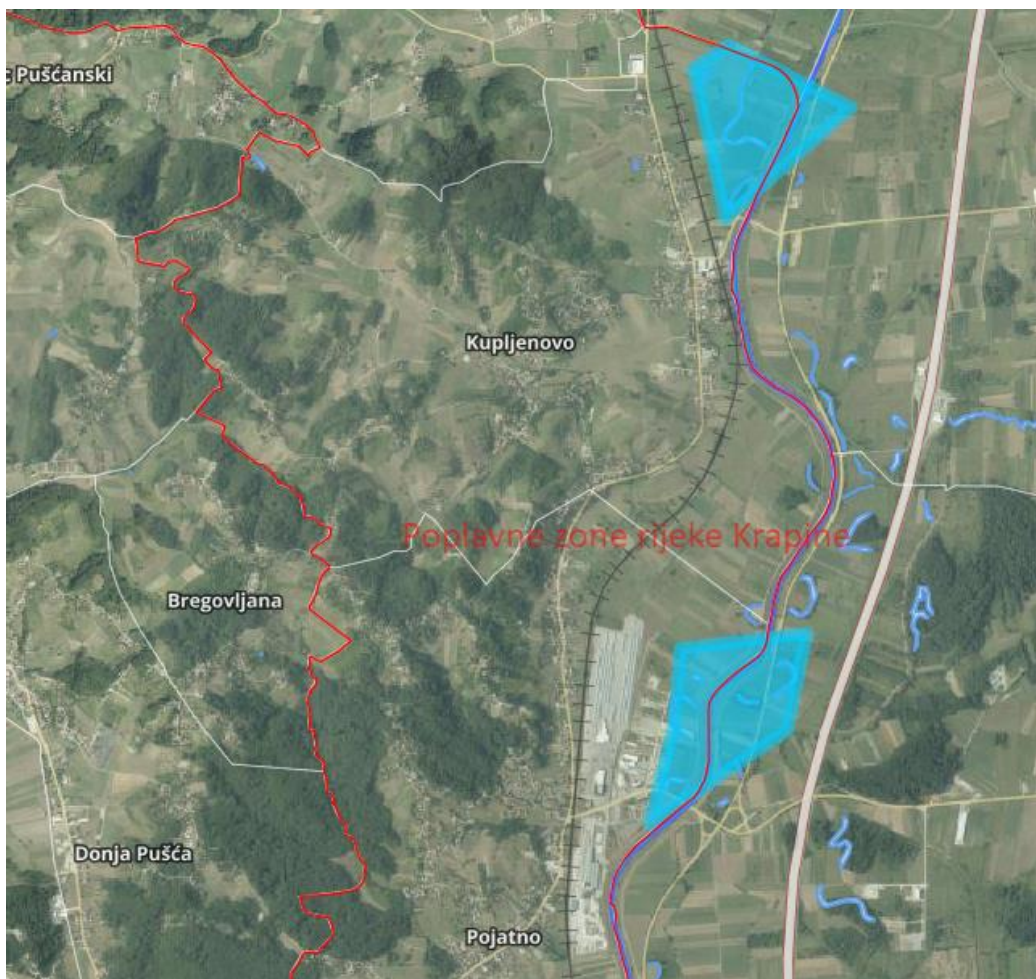 c Pušćanski
Kupljenovo
Poplavne zone rijeke Krapine
Bregovljana
Donja Pušća
Pojatno